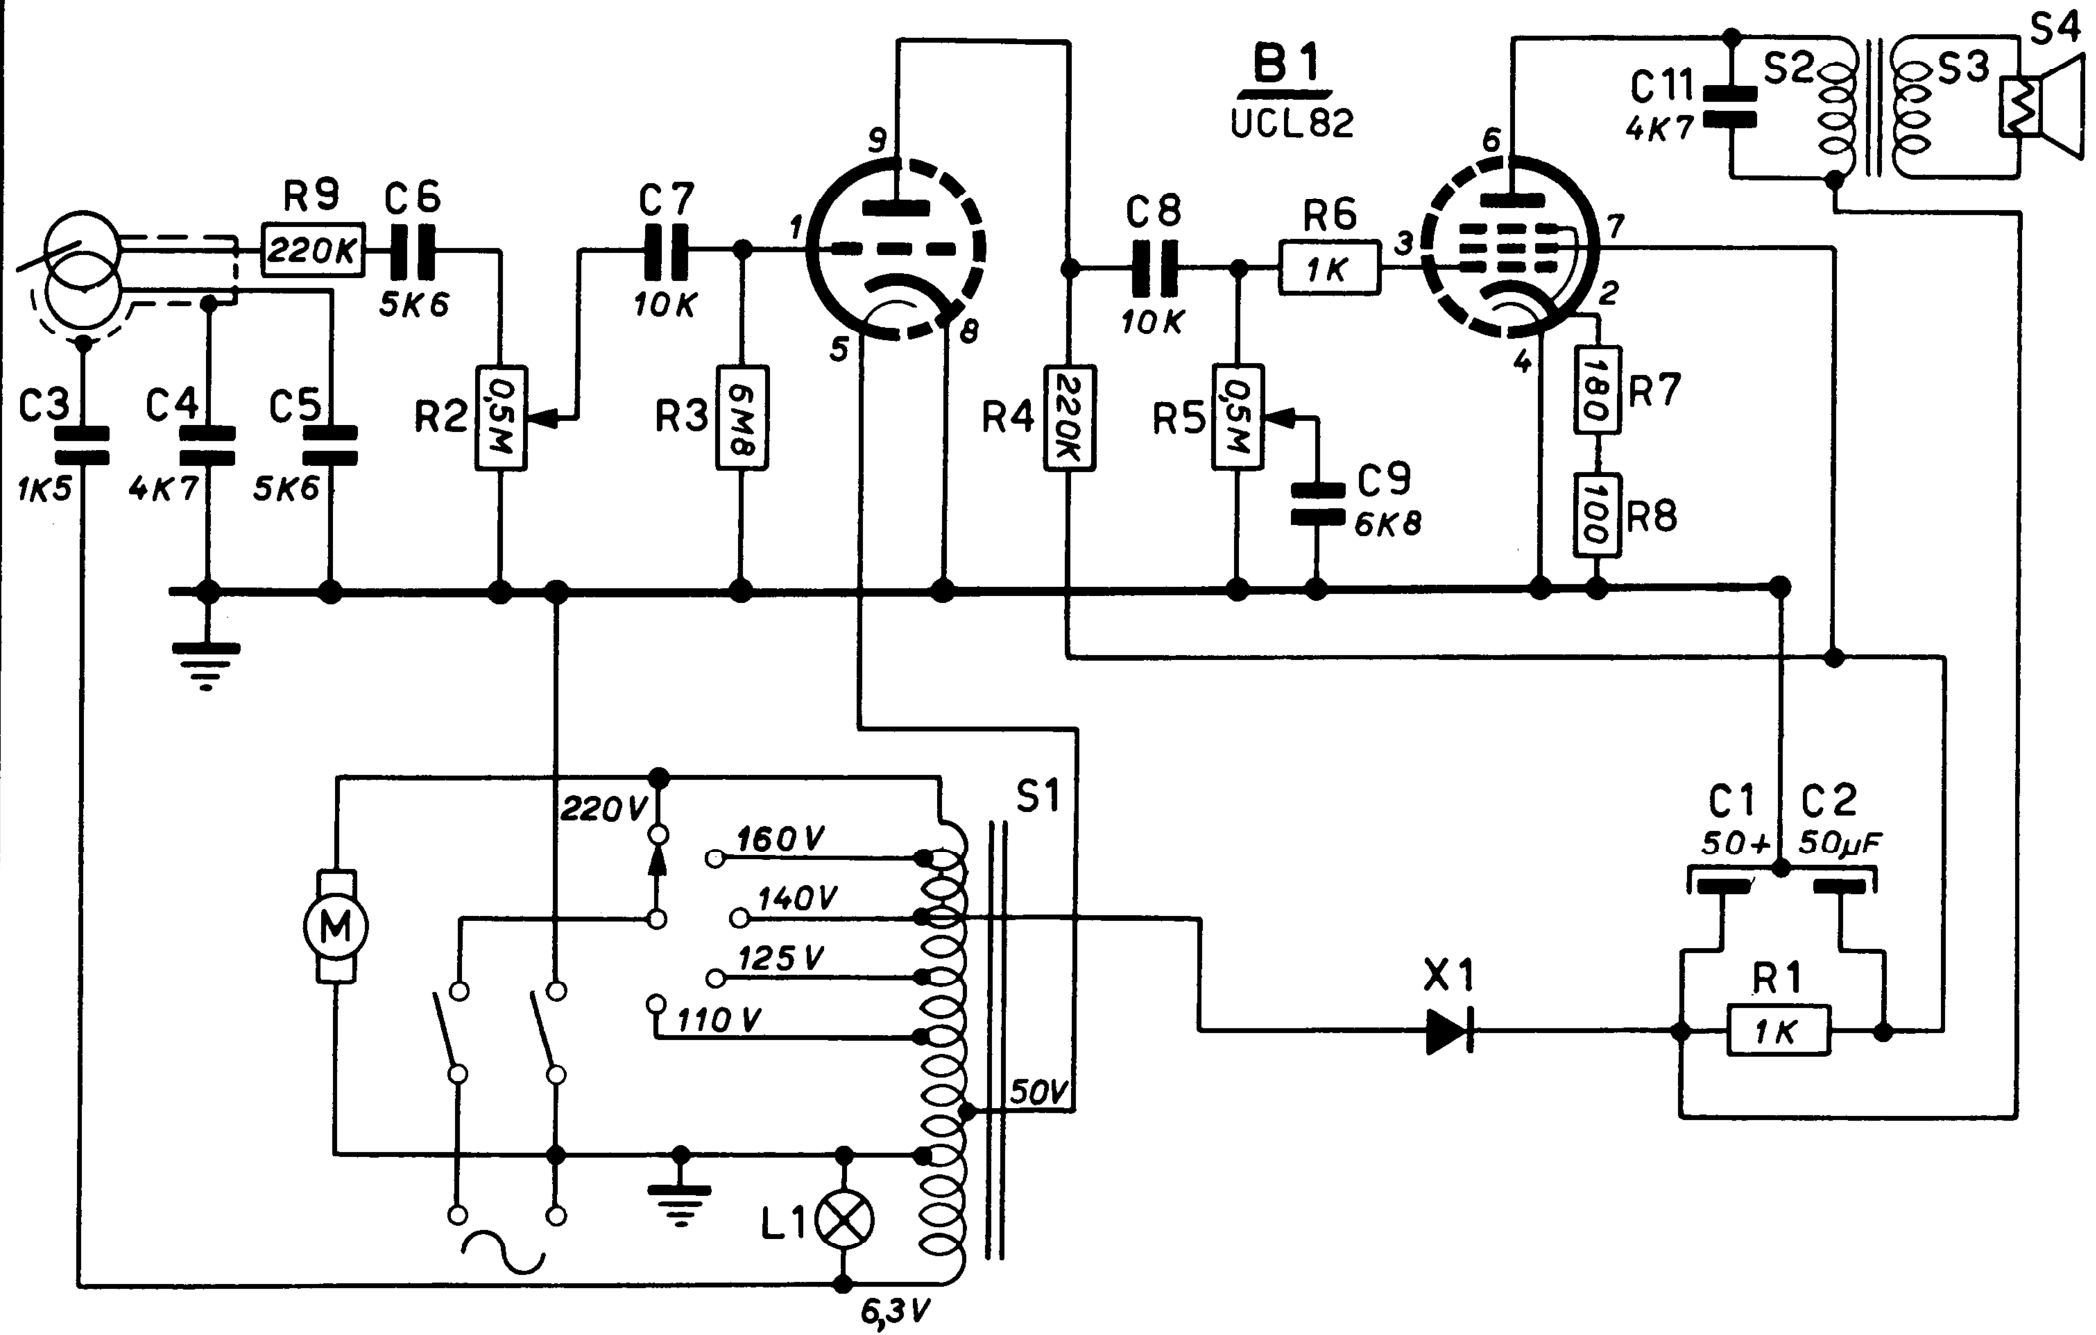 S4
B1
UCL82
S2
S3
C11
4K7
9
6
R9
220K
C6
5K6
C7
10K
1
C8
10K
R6
1K
3
7
2
5
8
4
C3
1K5
C4
4K7
C5
5K6
R2
0,5M
R3
6M8
R4
220K
R5
0,5M
C9
6K8
180
R7
100
R8
S1
220V
160V
140V
125V
110V
50V
M
C1
50+
C2
50µF
X1
R1
1K
L1
6,3V